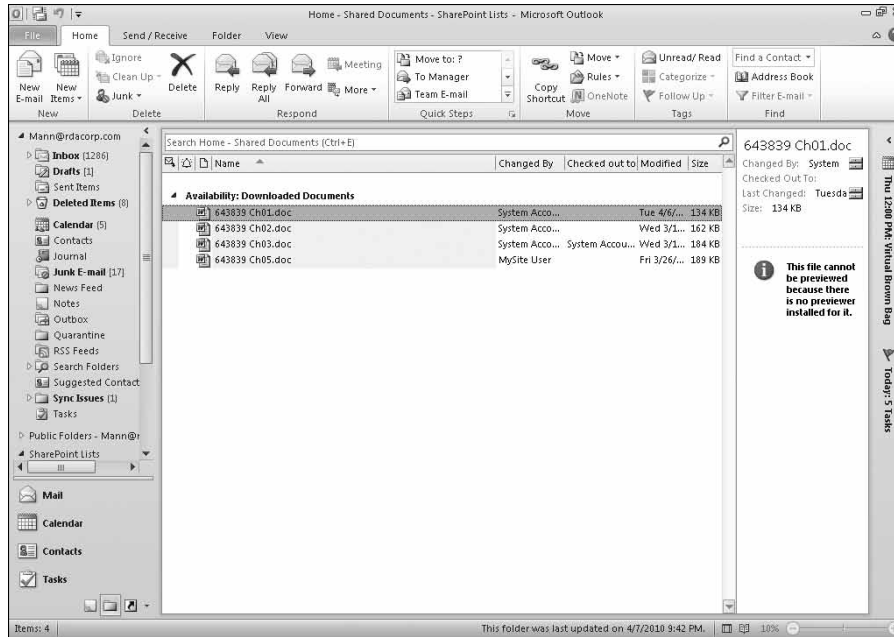 Home - Shared Documents - SharePoint Lists - Microsoft Outlook
File Home Send / Receive Folder View
New E-mail
New Items
New
Ignore
Clean Up
Junk
Delete
Delete
Reply
Reply All
Forward
Meeting
More
Respond
Move to: ?
To Manager
Team E-mail
Quick Steps
Copy Shortcut
Move
Rules
OneNote
Move
Unread/ Read
Categorize
Follow Up
Tags
Find a Contact
Address Book
Filter E-mail
Find
Mann@rdacorp.com
Inbox (1286)
Drafts [1]
Sent Items
Deleted Items (8)
Calendar (5)
Contacts
Journal
Junk E-mail [17]
News Feed
Notes
Outbox
Quarantine
RSS Feeds
Search Folders
Suggested Contact
Sync Issues (1)
Tasks
Public Folders - Mann@r
SharePoint Lists
Mail
Calendar
Contacts
Tasks
Search Home - Shared Documents (Ctrl+E)
Name Changed By Checked out to Modified Size
Availability: Downloaded Documents
643839 Ch01.doc System Acco... Tue 4/6/... 134 KB
643839 Ch02.doc System Acco... Wed 3/1... 162 KB
643839 Ch03.doc System Acco... System Accou... Wed 3/1... 184 KB
643839 Ch05.doc MySite User Fri 3/26/... 189 KB
643839 Ch01.doc
Changed By: System
Checked Out To:
Last Changed: Tuesda
Size: 134 KB
This file cannot
be previewed
because there
is no previewer
installed for it.
Thu 12:00 PM: Virtual Brown Bag
Today: 5 Tasks
Items: 4
This folder was last updated on 4/7/2010 9:42 PM.
10%